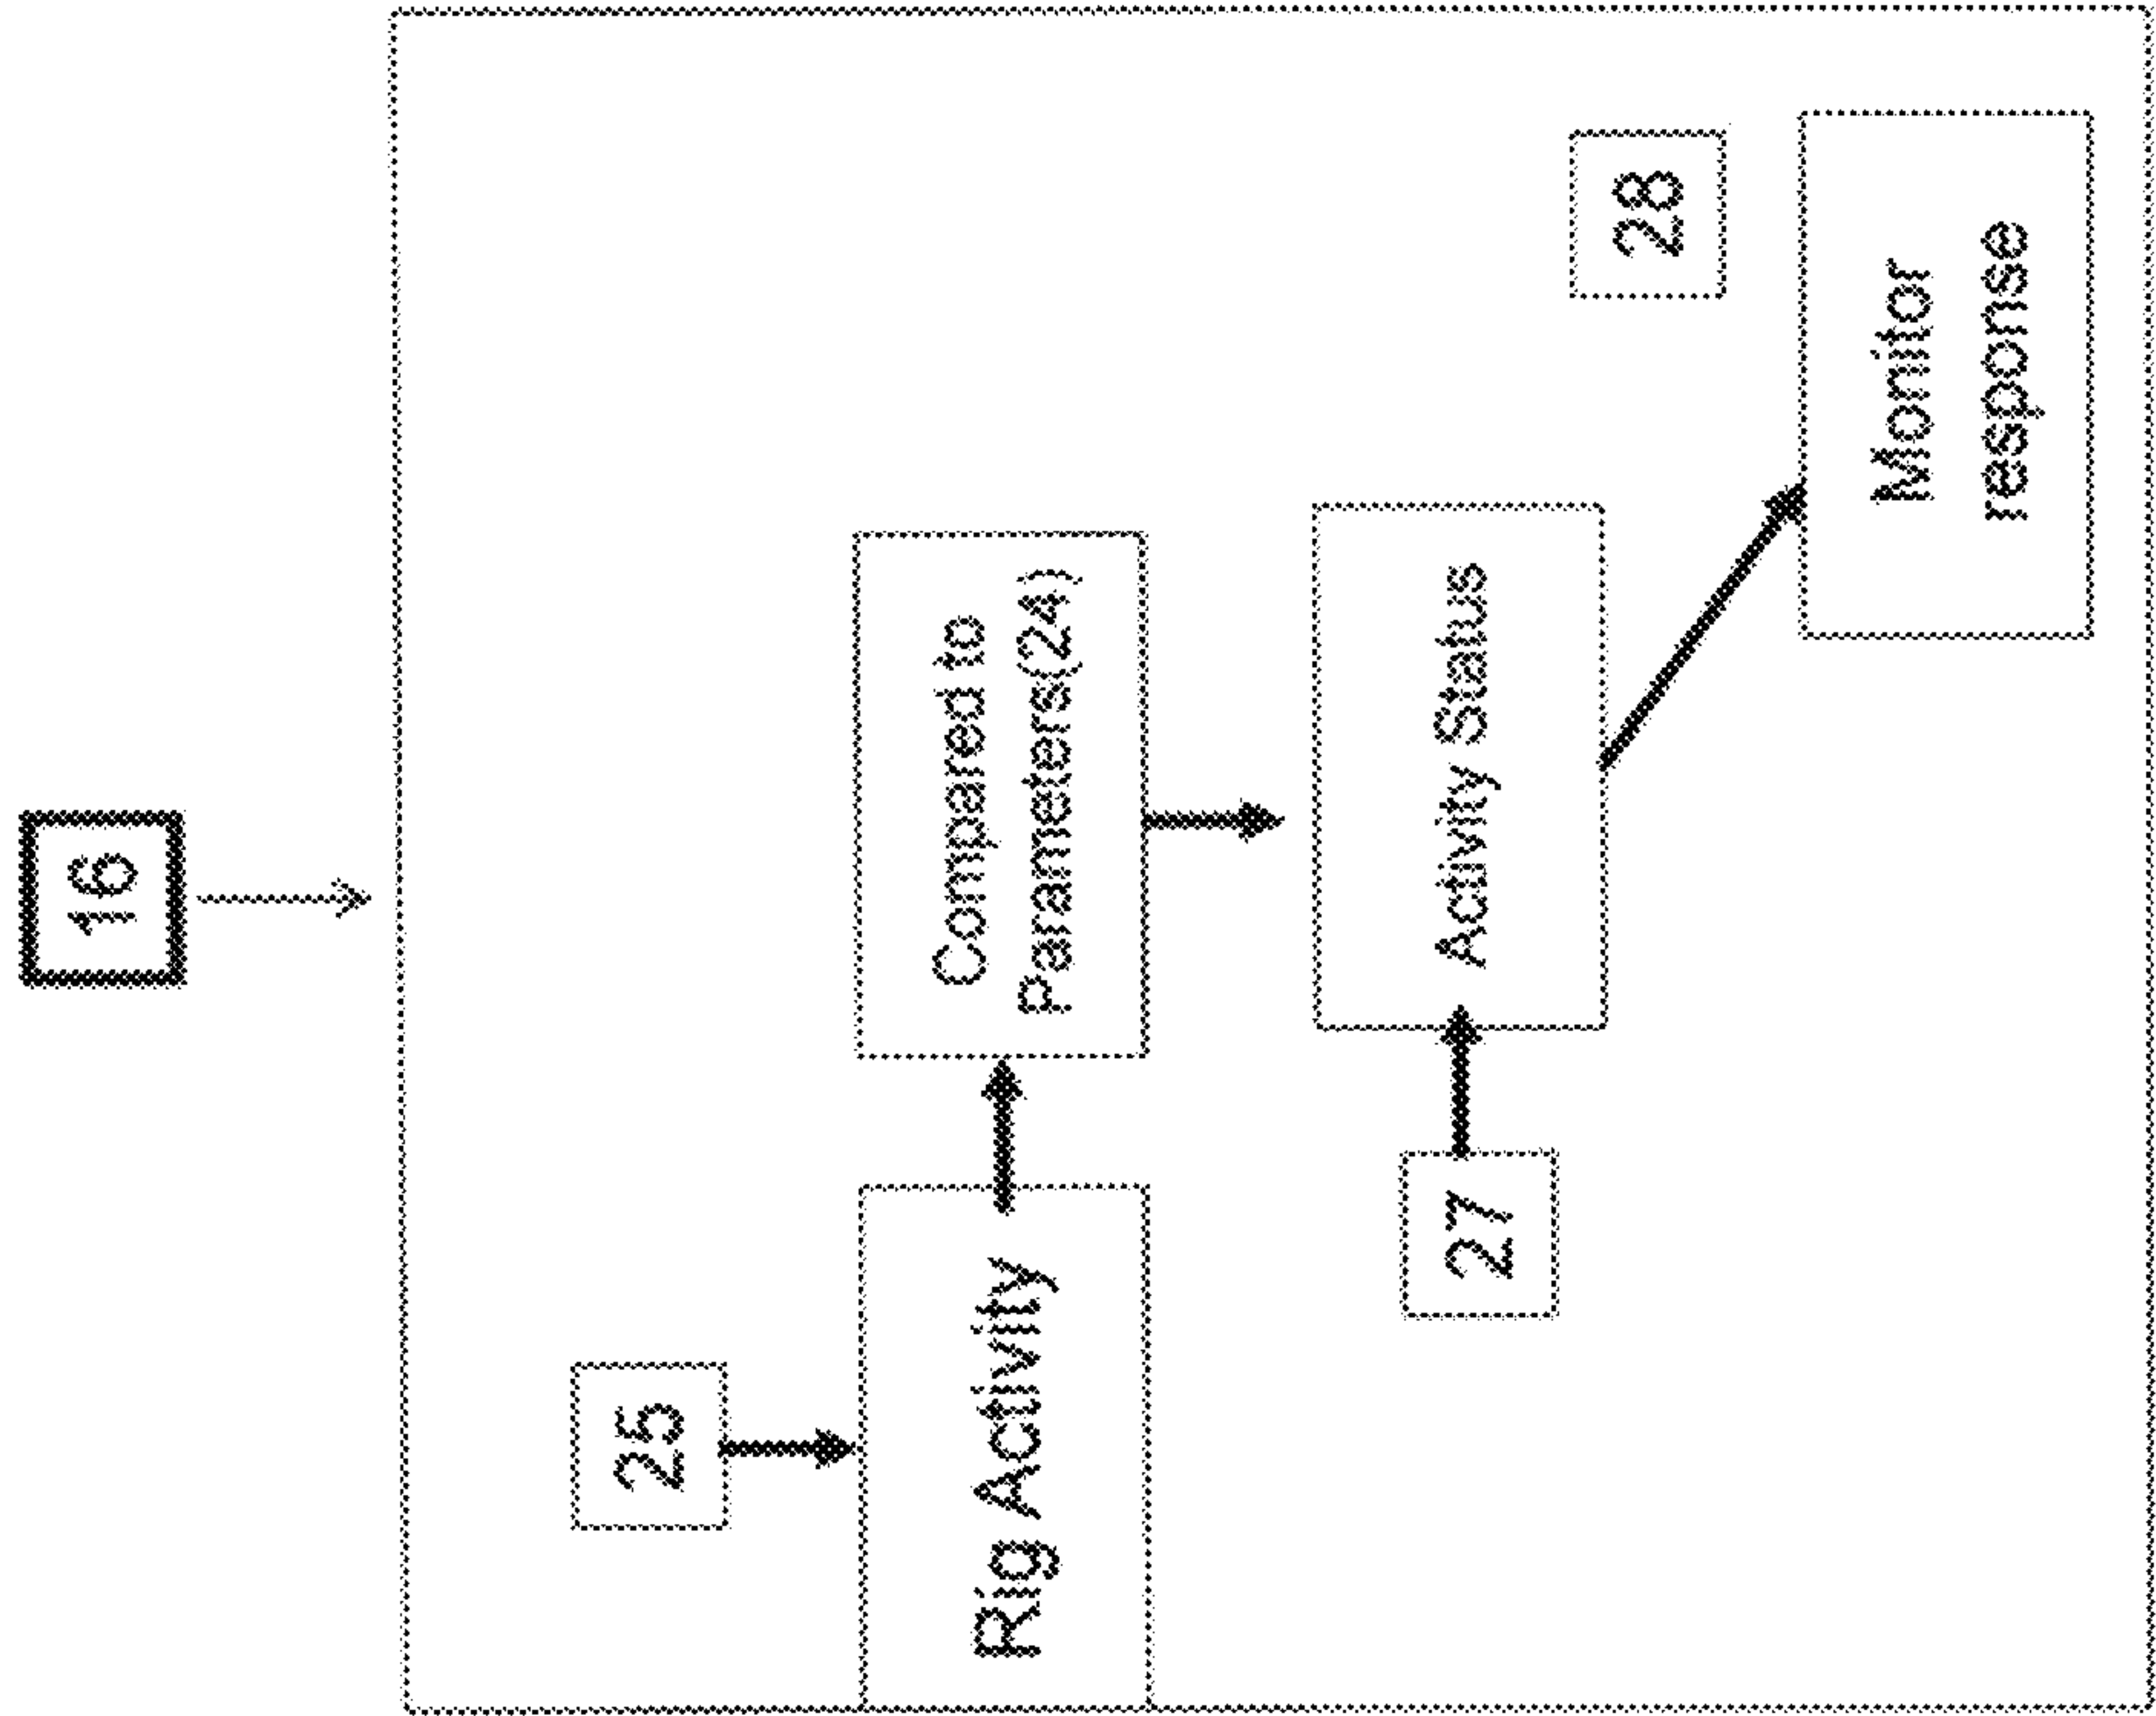 16
25
Rig Activity
Compared to
Parameters(24)
27
Activity Status
28
Monitor
response